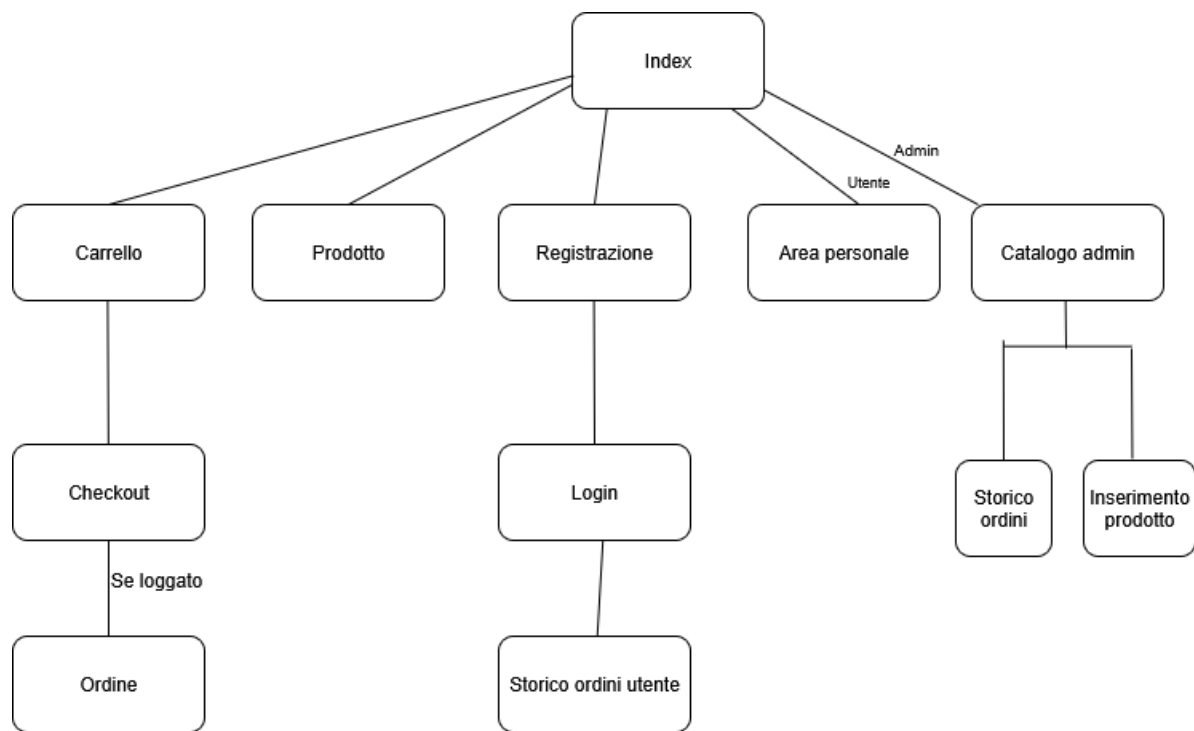 Index
Admin
Utente
Carrello
Prodotto
Registrazione
Area personale
Catalogo admin
Checkout
Login
Storico
ordini
Inserimento
prodotto
Se loggato
Ordine
Storico ordini utente